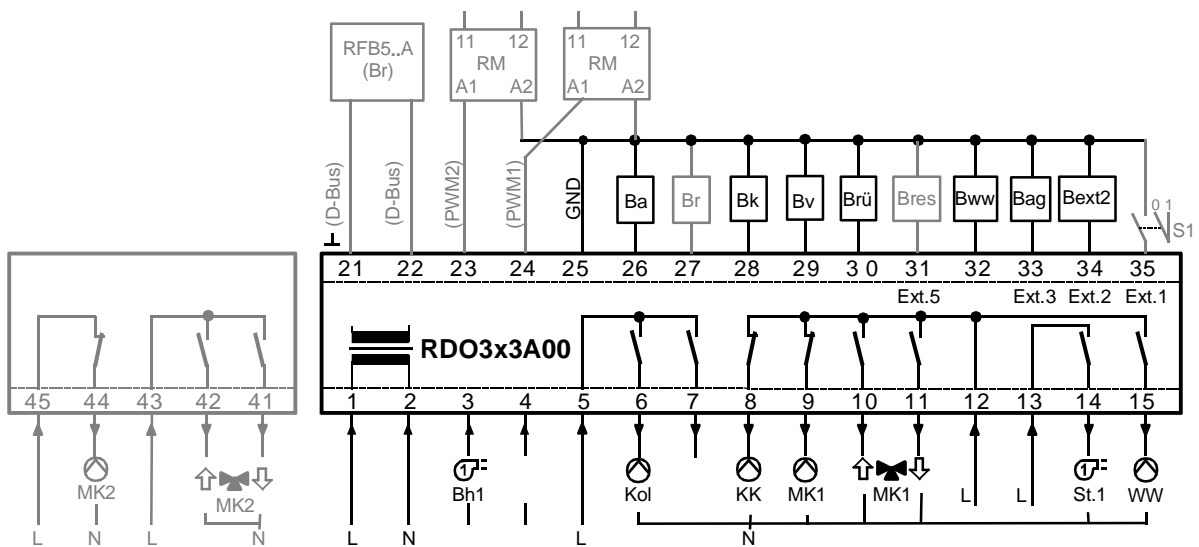 RFB5..A
(Br)
11 12
RM
A1 A2
11 12
RM
A1 A2
(D-Bus) (D-Bus) (PWM2) (PWM1) GND
Ba Br Bk Bv Brü Bres Bww Bag Bext2
0 1
S1
21 22 23 24 25 26 27 28 29 30 31 32 33 34 35
Ext.5 Ext.3 Ext.2 Ext.1
RDO3x3A00
45 44 43 42 41
1 2 3 4 5 6 7 8 9 10 11 12 13 14 15
MK2 MK2
Bh1 Kol KK MK1 MK1 L L St.1 WW
L N L N L N L N